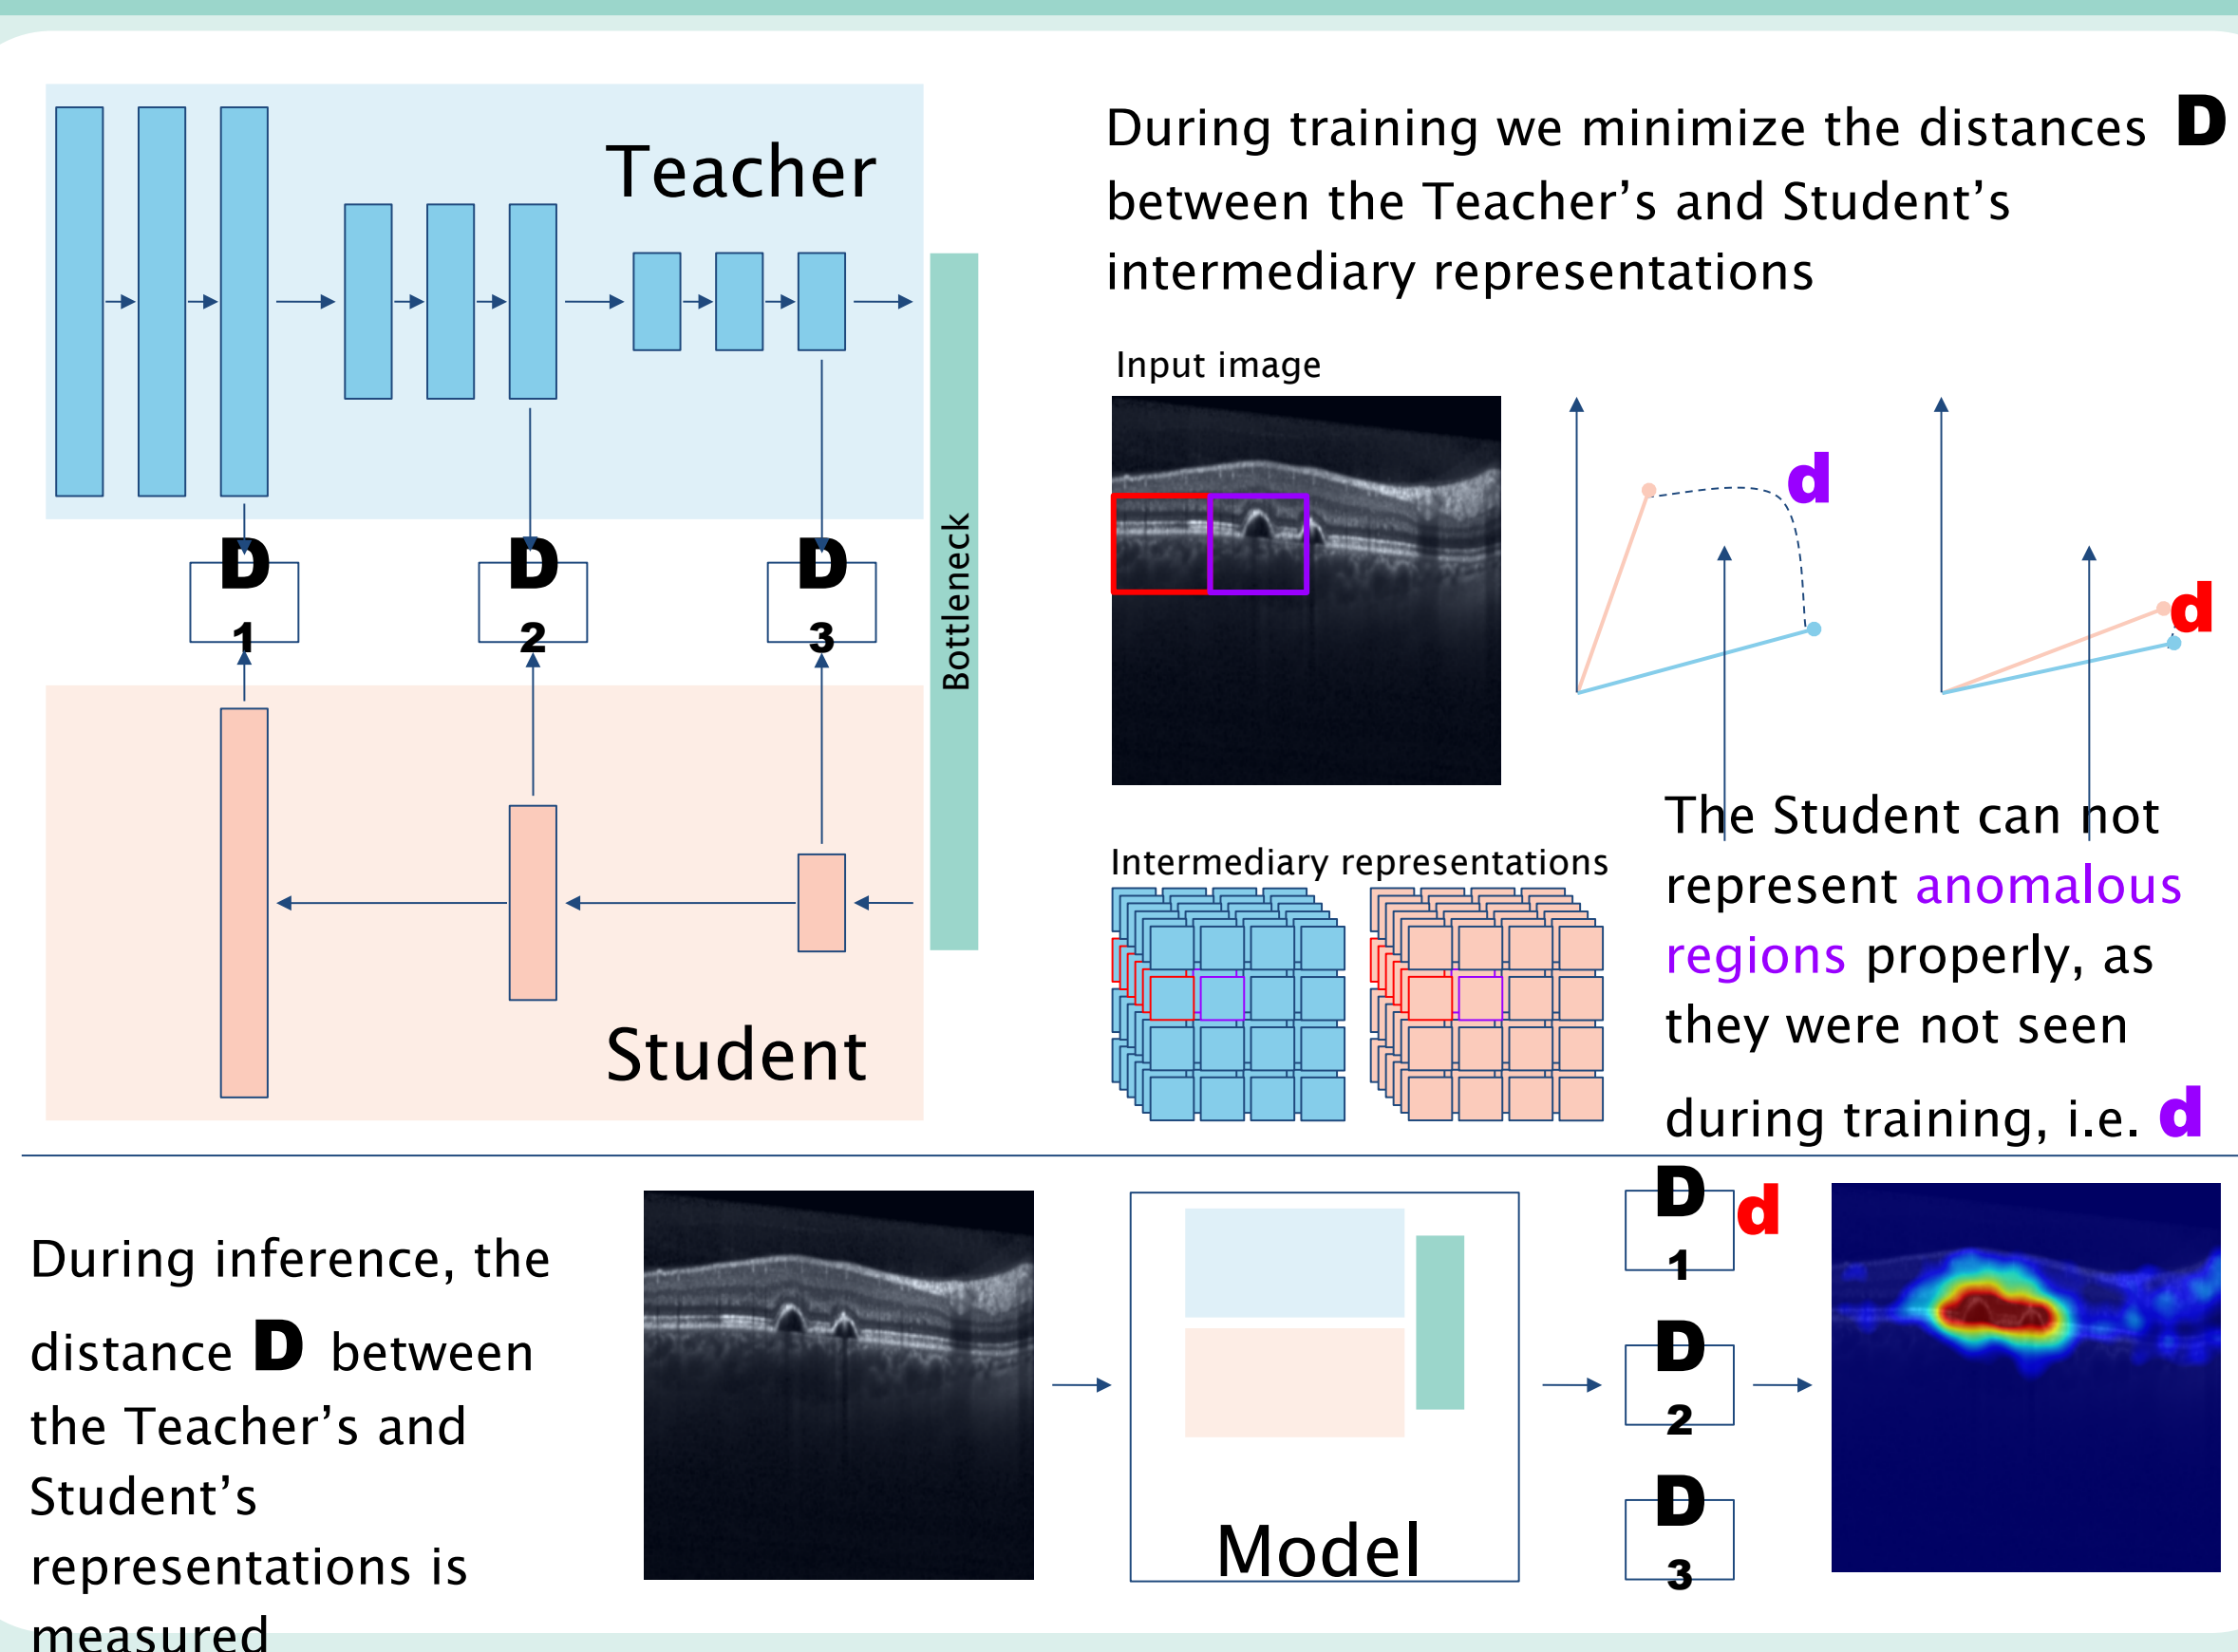 Teacher
D
1
D
2
D
3
Bottleneck
Student
During training we minimize the distances D
between the Teacher’s and Student’s
intermediary representations
Input image
d
d
Intermediary representations
The Student can not
represent anomalous
regions properly, as
they were not seen
during training, i.e. d
d
During inference, the
distance D between
the Teacher’s and
Student’s
representations is
measured
Model
D
1
D
2
D
3